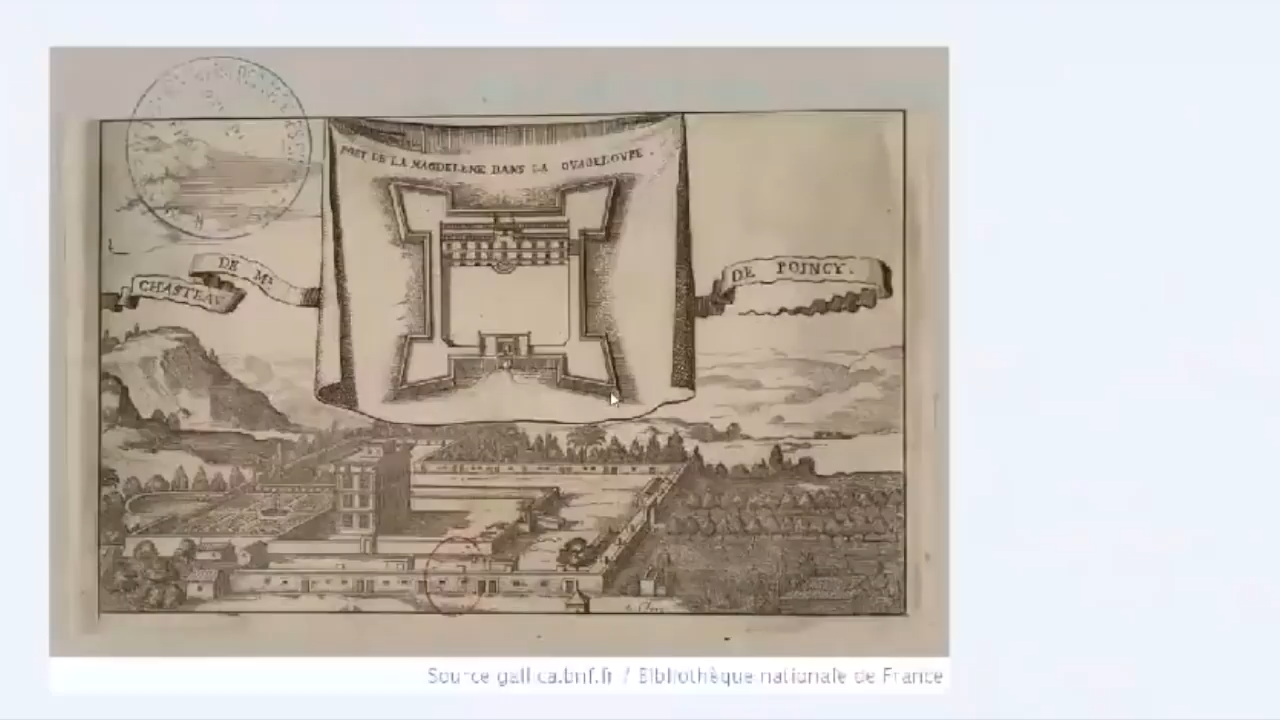 FORT DE LA MAGDELENE DANS LA GVADELOVPE.
CHASTEAV
DE Mr
DE POINCY.
Source gallica.bnf.fr / Bibliothèque nationale de France